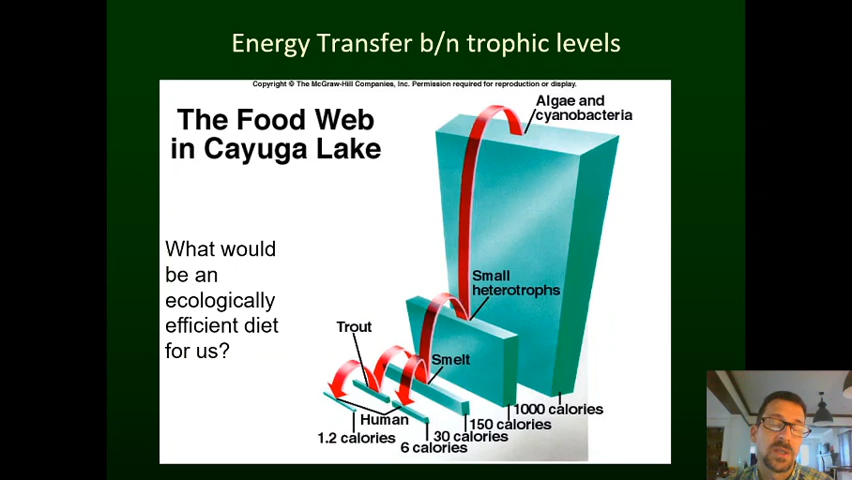 Energy Transfer b/n trophic levels
Copyright © The McGraw-Hill Companies, Inc. Permission required for reproduction or display.
The Food Web
in Cayuga Lake
Algae and
cyanobacteria
What would
be an
ecologically
efficient diet
for us?
Small
heterotrophs
Trout
Smelt
Human
1000 calories
150 calories
30 calories
6 calories
1.2 calories